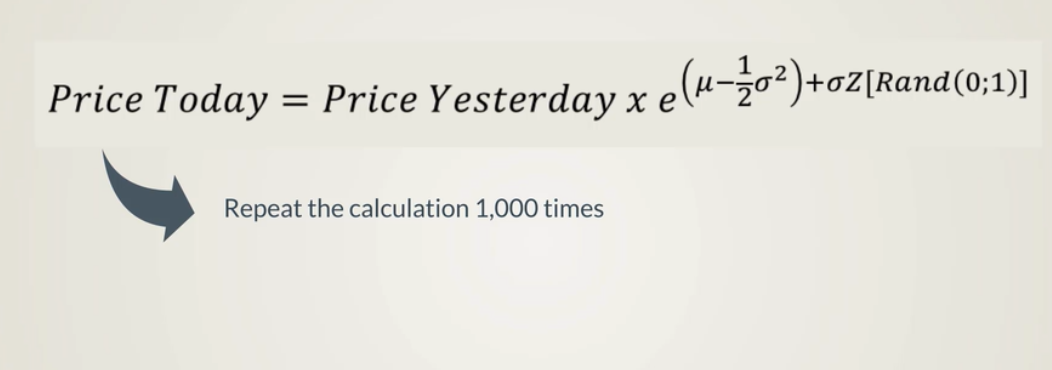 Price Today = Price Yesterday x e^(μ−½σ²)+σZ[Rand(0;1)]
Repeat the calculation 1,000 times